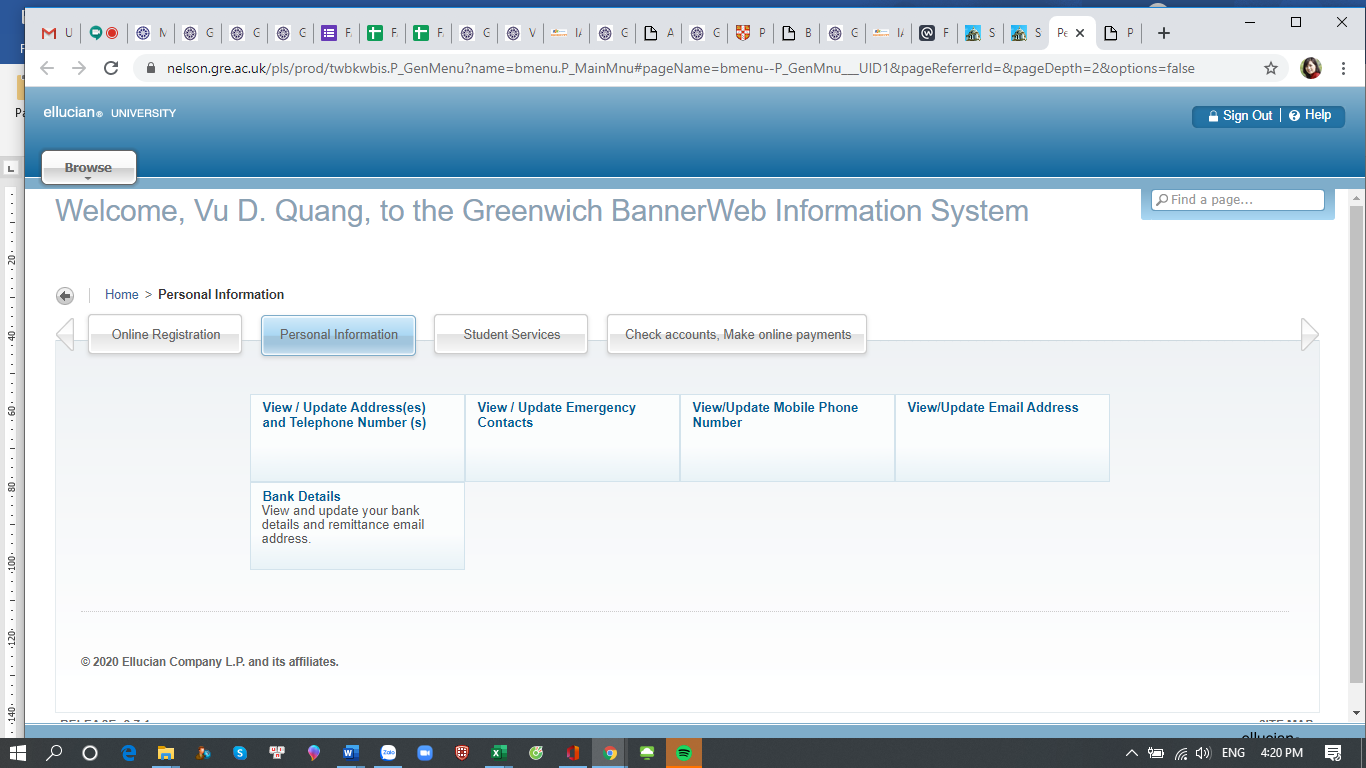 nelson.gre.ac.uk/pls/prod/twbkwbis.P_GenMenu?name=bmenu.P_MainMnu#pageName=bmenu--P_GenMnu___UID1&pageReferrerId=&pageDepth=2&options=false
ellucian® UNIVERSITY
Sign Out | ? Help
Browse
Welcome, Vu D. Quang, to the Greenwich BannerWeb Information System
Find a page...
Home > Personal Information
Online Registration
Personal Information
Student Services
Check accounts, Make online payments
View / Update Address(es)
and Telephone Number (s)
View / Update Emergency
Contacts
View/Update Mobile Phone
Number
View/Update Email Address
Bank Details
View and update your bank
details and remittance email
address.
© 2020 Ellucian Company L.P. and its affiliates.
ENG
4:20 PM